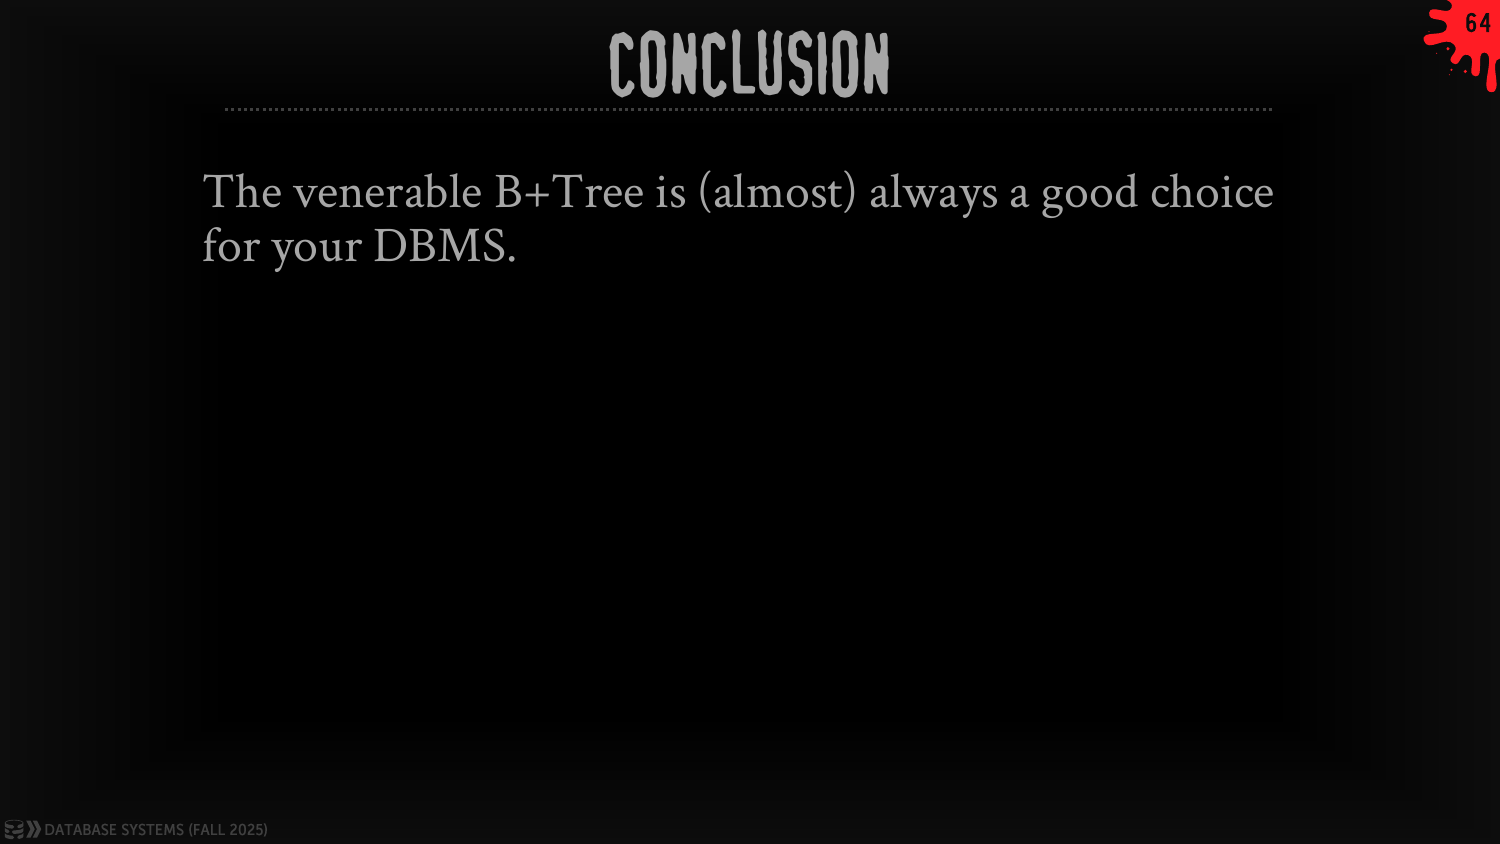 CONCLUSION
64
The venerable B+Tree is (almost) always a good choice
for your DBMS.
DATABASE SYSTEMS (FALL 2025)